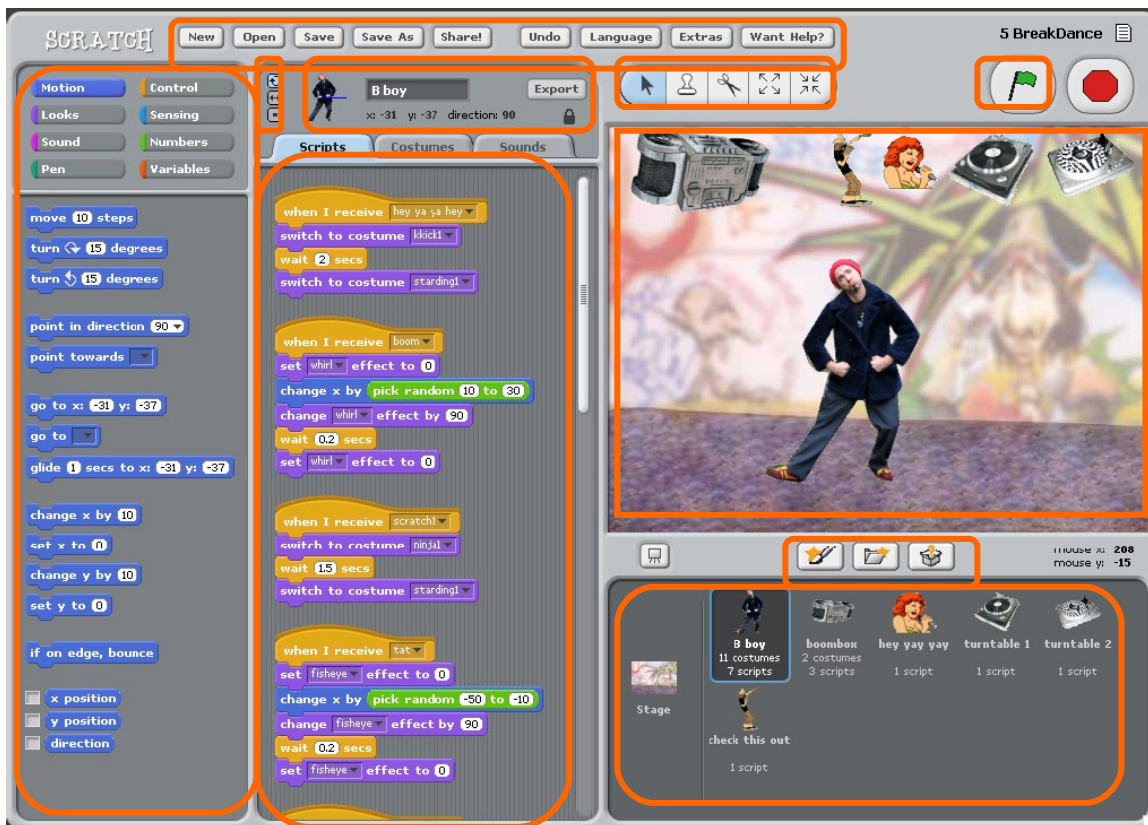 SCRATCH New Open Save Save As Share! Undo Language Extras Want Help? 5 BreakDance
Motion Control
Looks Sensing
Sound Numbers
Pen Variables
move 10 steps
turn 15 degrees
turn 15 degrees
point in direction 90
point towards
go to x: -31 y: -37
go to
glide 1 secs to x: -31 y: -37
change x by 10
set x to 0
change y by 10
set y to 0
if on edge, bounce
x position
y position
direction
B boy Export
x: -31 y: -37 direction: 90
Scripts Costumes Sounds
when I receive hey ya ya hey
switch to costume kkick1
wait 2 secs
switch to costume starding1
when I receive boom
set whirl effect to 0
change x by pick random 10 to 30
change whirl effect by 90
wait 0.2 secs
set whirl effect to 0
when I receive scratch1
switch to costume ninja1
wait 1.5 secs
switch to costume starding1
when I receive tat
set fisheye effect to 0
change x by pick random -50 to -10
change fisheye effect by 90
wait 0.2 secs
set fisheye effect to 0
mouse x: 208
mouse y: -15
Stage
B boy
11 costumes
7 scripts
boombox
2 costumes
3 scripts
hey yay yay
1 script
turntable 1
1 script
turntable 2
1 script
check this out
1 script